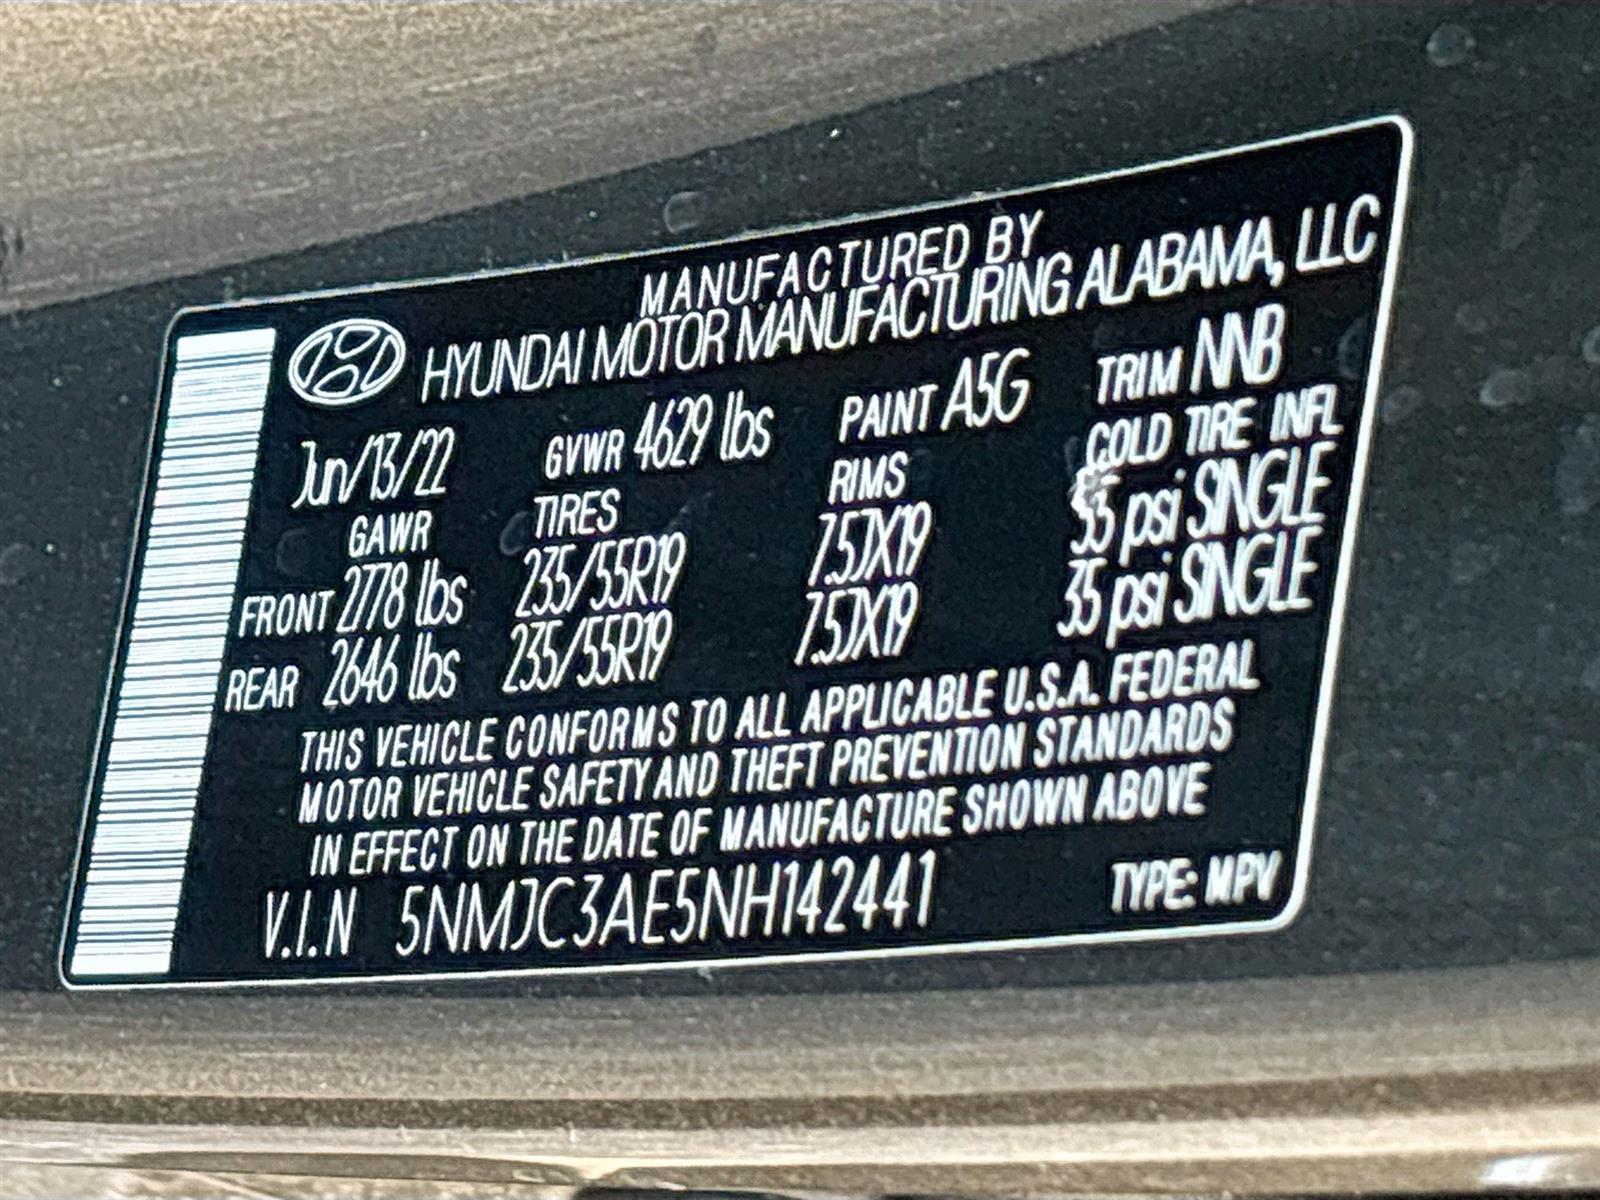 MANUFACTURED BY
HYUNDAI MOTOR MANUFACTURING ALABAMA, LLC
Jun/13/22 GVWR 4629 lbs PAINT A5G TRIM NNB
GAWR TIRES RIMS COLD TIRE INFL
FRONT 2778 lbs 235/55R19 7.5JX19 35 psi SINGLE
REAR 2646 lbs 235/55R19 7.5JX19 35 psi SINGLE
THIS VEHICLE CONFORMS TO ALL APPLICABLE U.S.A. FEDERAL
MOTOR VEHICLE SAFETY AND THEFT PREVENTION STANDARDS
IN EFFECT ON THE DATE OF MANUFACTURE SHOWN ABOVE
V.I.N 5NMJC3AE5NH142441 TYPE: MPV